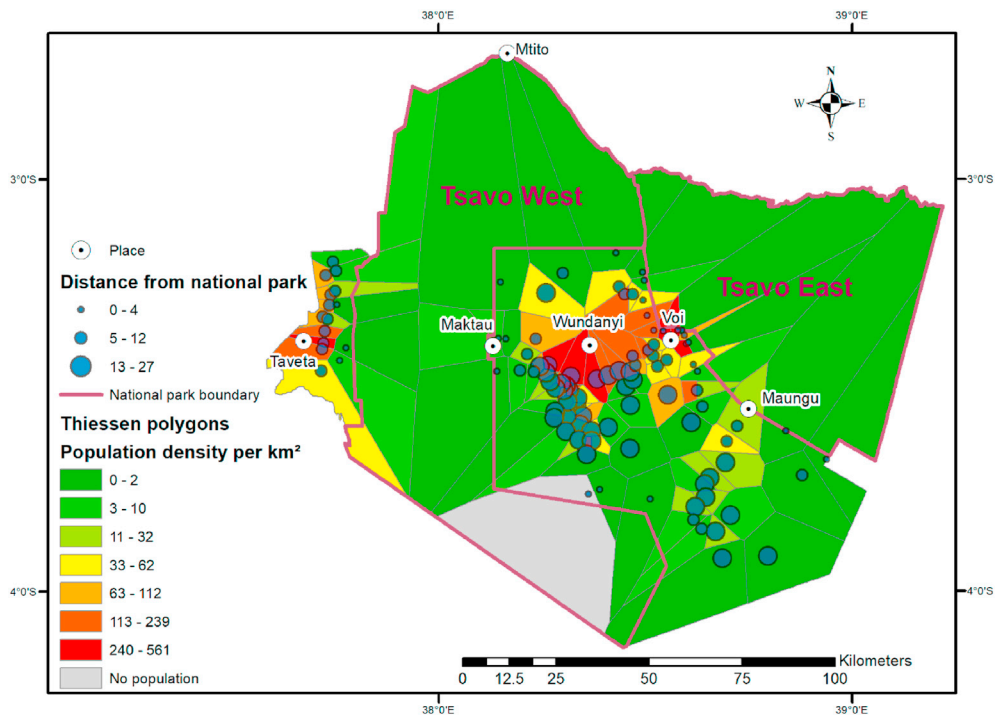 38°0'E
39°0'E
Mtito
N
W
E
S
3°0'S
3°0'S
Tsavo West
Place
Distance from national park
0 - 4
5 - 12
13 - 27
National park boundary
Tsavo East
Maktau
Wundanyi
Voi
Taveta
Maungu
Thiessen polygons
Population density per km²
0 - 2
3 - 10
11 - 32
33 - 62
63 - 112
113 - 239
240 - 561
No population
4°0'S
4°0'S
Kilometers
0 12.5 25 50 75 100
38°0'E
39°0'E